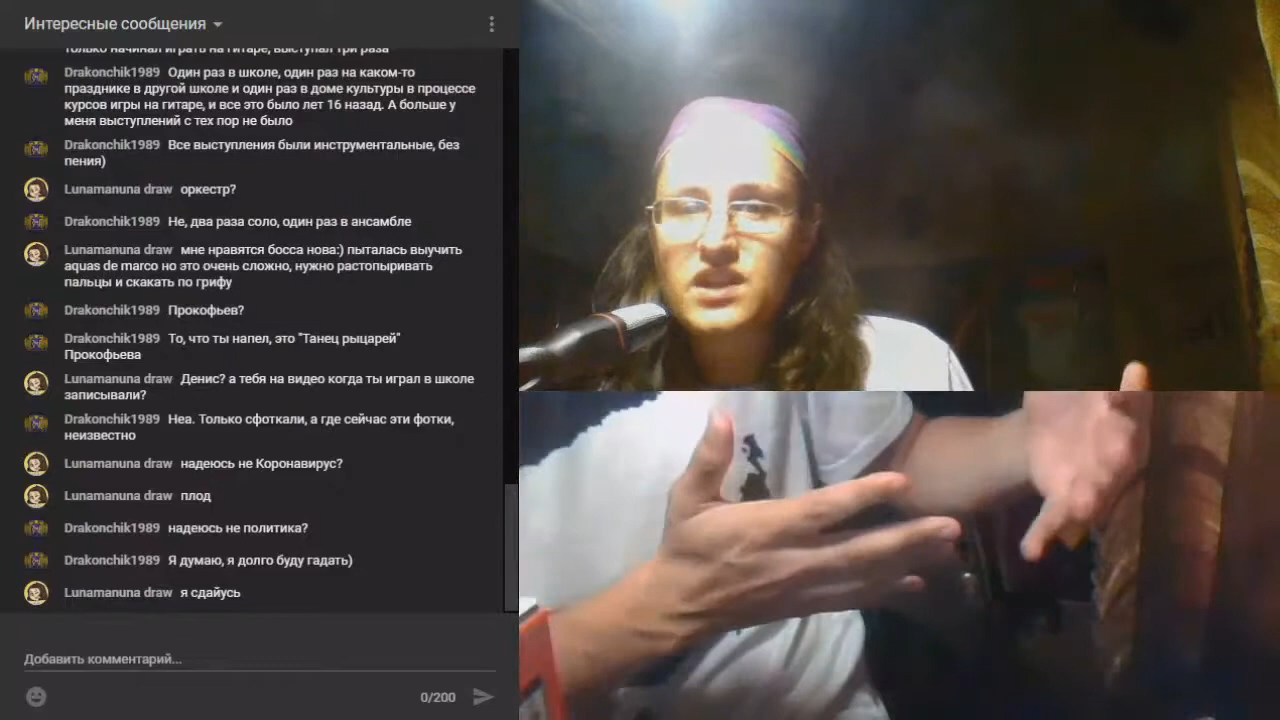 Интересные сообщения
только начинал играть на гитаре, выступал три раза
Drakonchik1989 Один раз в школе, один раз на каком-то
празднике в другой школе и один раз в доме культуры в процессе
курсов игры на гитаре, и все это было лет 16 назад. А больше у
меня выступлений с тех пор не было
Drakonchik1989 Все выступления были инструментальные, без
пения)
Lunamanuna draw оркестр?
Drakonchik1989 Не, два раза соло, один раз в ансамбле
Lunamanuna draw мне нравятся босса нова:) пыталась выучить
aquas de marco но это очень сложно, нужно растопыривать
пальцы и скакать по грифу
Drakonchik1989 Прокофьев?
Drakonchik1989 То, что ты напел, это "Танец рыцарей"
Прокофьева
Lunamanuna draw Денис? а тебя на видео когда ты играл в школе
записывали?
Drakonchik1989 Неа. Только сфоткали, а где сейчас эти фотки,
неизвестно
Lunamanuna draw надеюсь не Коронавирус?
Lunamanuna draw плод
Drakonchik1989 надеюсь не политика?
Drakonchik1989 Я думаю, я долго буду гадать)
Lunamanuna draw я сдайусь
Добавить комментарий...
0/200